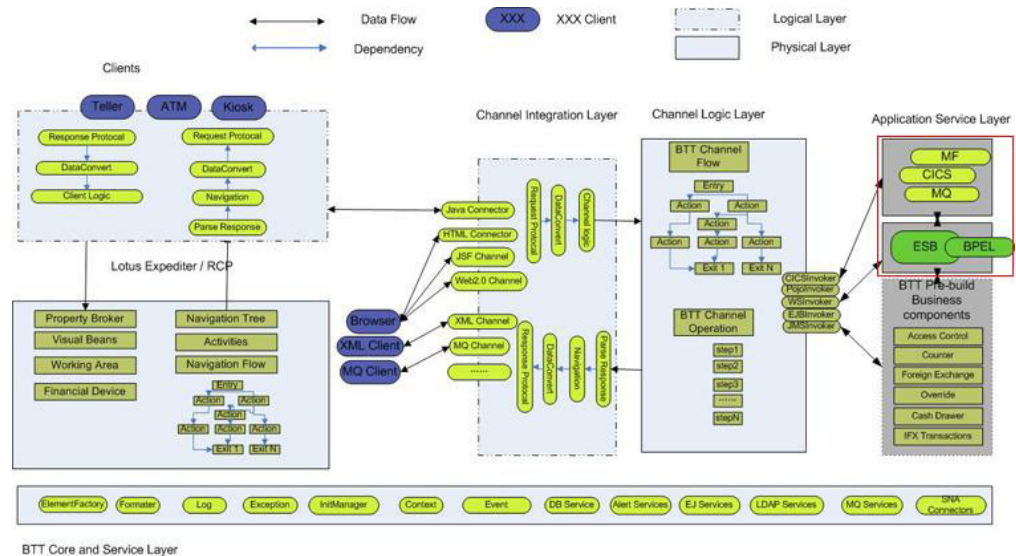 Data Flow
XXX
XXX Client
Logical Layer
Dependency
Physical Layer
Clients
Teller
ATM
Kiosk
Response Protocal
DataConvert
Client Logic
Request Protocal
DataConvert
Navigation
Parse Response
Lotus Expediter / RCP
Property Broker
Visual Beans
Working Area
Financial Device
Navigation Tree
Activities
Navigation Flow
Entry
Action
Action
Action
Action
Action
Action
Exit 1
Exit N
Channel Integration Layer
Java Connector
HTML Connector
JSF Channel
Web2.0 Channel
XML Channel
MQ Channel
......
Browser
XML Client
MQ Client
Request Protocal
DataConvert
Channel logic
Response Protocal
DataConvert
Navigation
Parse Response
Channel Logic Layer
BTT Channel
Flow
Entry
Action
Action
Action
Action
Action
Action
Exit 1
Exit N
BTT Channel
Operation
step1
step2
step3
......
stepN
CICSInvoker
PojoInvoker
WSInvoker
EJBInvoker
JMSInvoker
Application Service Layer
MF
CICS
MQ
ESB
BPEL
BTT Pre-build
Business
components
Access Control
Counter
Foreign Exchange
Override
Cash Drawer
IFX Transactions
ElementFactory
Formater
Log
Exception
InitManager
Context
Event
DB Service
Alert Services
EJ Services
LDAP Services
MQ Services
SNA
Connectors
BTT Core and Service Layer